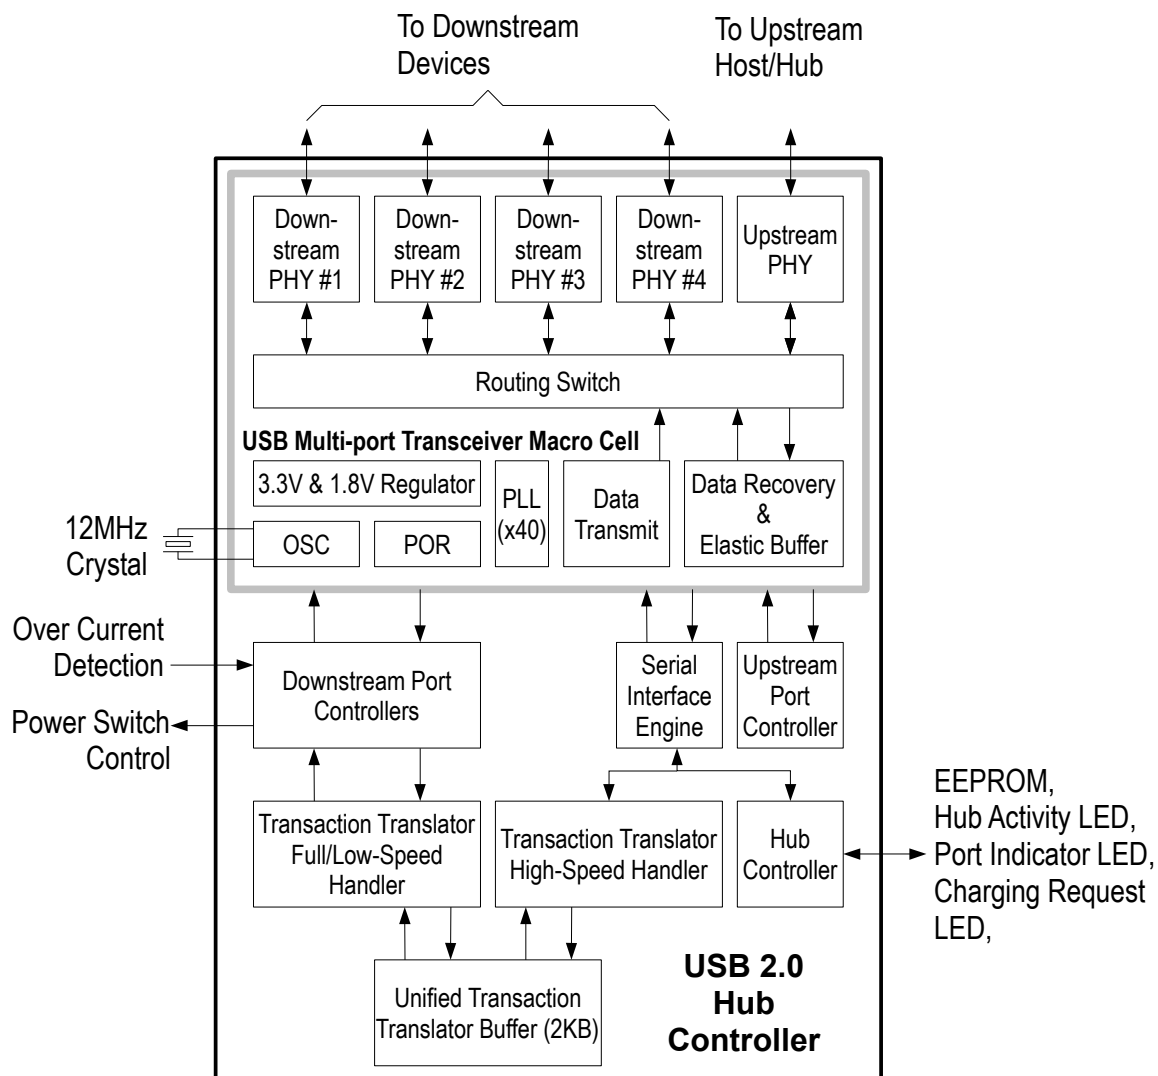 To Downstream
Devices
To Upstream
Host/Hub
Down-
stream
PHY #1
Down-
stream
PHY #2
Down-
stream
PHY #3
Down-
stream
PHY #4
Upstream
PHY
Routing Switch
USB Multi-port Transceiver Macro Cell
3.3V & 1.8V Regulator
PLL
(x40)
Data
Transmit
Data Recovery
&
Elastic Buffer
12MHz
Crystal
OSC
POR
Over Current
Detection
Power Switch
Control
Downstream Port
Controllers
Serial
Interface
Engine
Upstream
Port
Controller
Transaction Translator
Full/Low-Speed
Handler
Transaction Translator
High-Speed Handler
Hub
Controller
EEPROM,
Hub Activity LED,
Port Indicator LED,
Charging Request
LED,
Unified Transaction
Translator Buffer (2KB)
USB 2.0
Hub
Controller